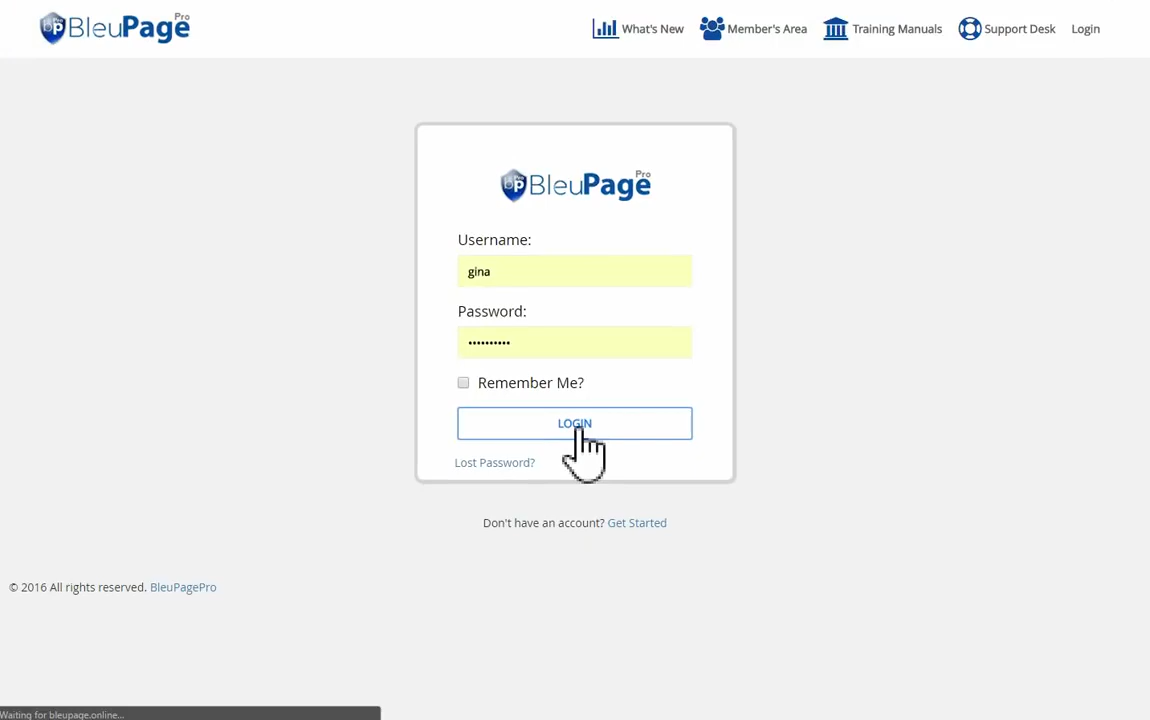 BleuPage Pro
What's New
Member's Area
Training Manuals
Support Desk
Login
BleuPage Pro
Username:
gina
Password:
••••••••••
Remember Me?
LOGIN
Lost Password?
Don't have an account? Get Started
© 2016 All rights reserved. BleuPagePro
Waiting for bleupage.online...